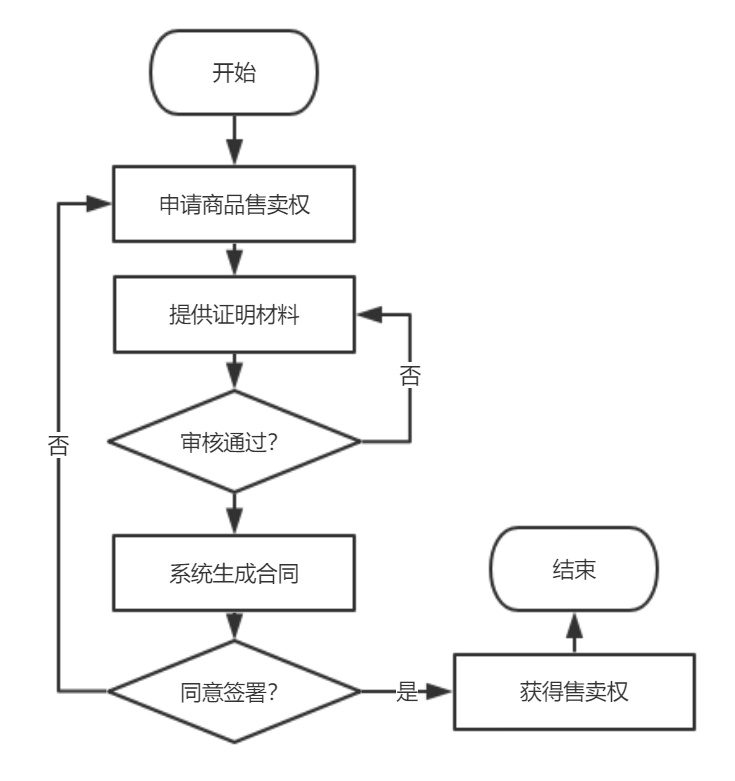 开始
申请商品售卖权
提供证明材料
否
审核通过?
否
系统生成合同
结束
同意签署?
是
获得售卖权